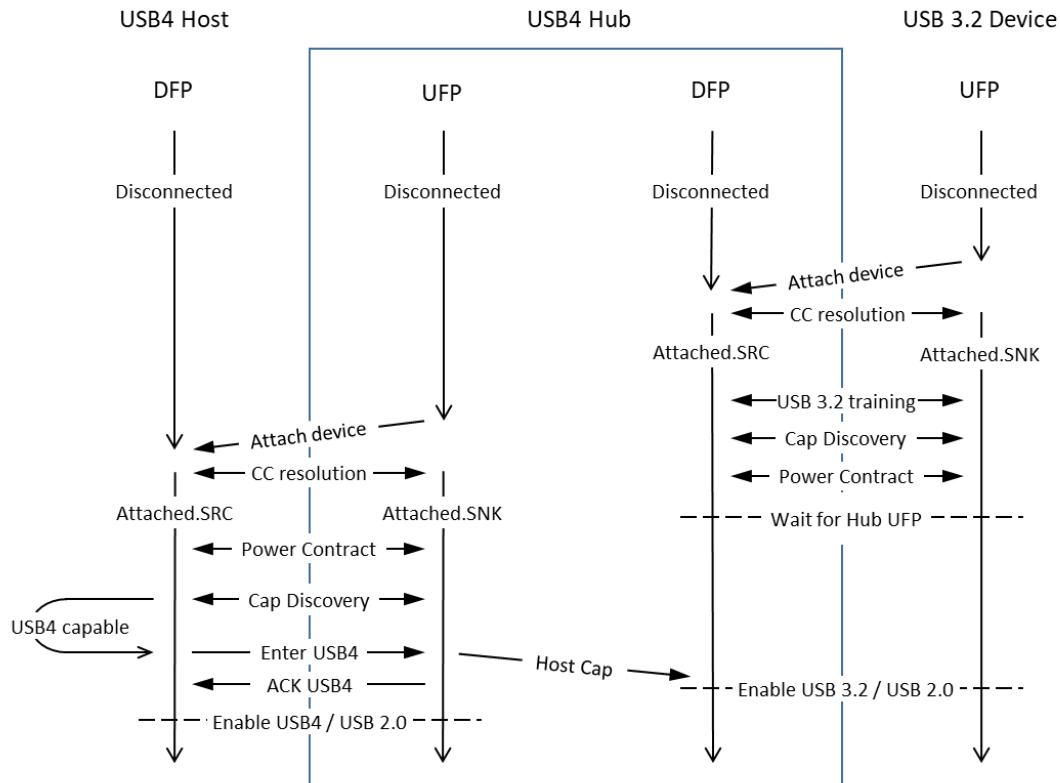 USB4 Host
USB4 Hub
USB 3.2 Device
DFP
UFP
DFP
UFP
Disconnected
Disconnected
Disconnected
Disconnected
Attach device
CC resolution
Attached.SRC
Attached.SNK
USB 3.2 training
Attach device
Cap Discovery
CC resolution
Power Contract
Attached.SRC
Attached.SNK
Wait for Hub UFP
Power Contract
Cap Discovery
USB4 capable
Enter USB4
Host Cap
ACK USB4
Enable USB 3.2 / USB 2.0
Enable USB4 / USB 2.0